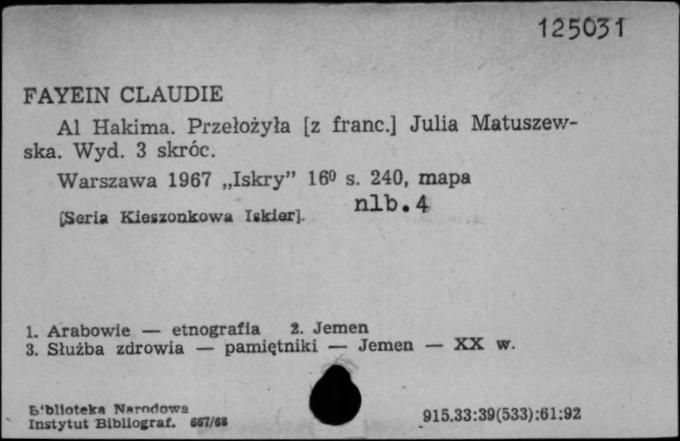 125031
FAYEIN CLAUDIE
Al Hakima. Przełożyła [z franc.] Julia Matuszew-
ska. Wyd. 3 skróc.
Warszawa 1967 „Iskry” 16⁰ s. 240, mapa
nlb. 4
[Seria Kieszonkowa Iskier].
1. Arabowie — etnografia 2. Jemen
3. Służba zdrowia — pamiętniki — Jemen — XX w.
Biblioteka Narodowa
Instytut Bibliograf. 667/68
915.33:39(533):61:92